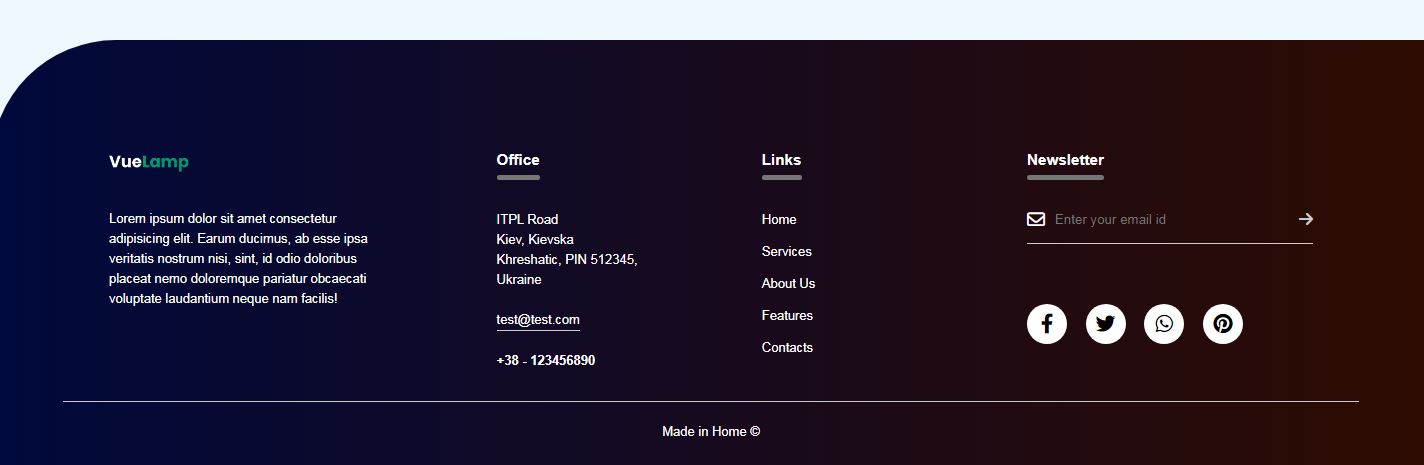 VueLamp
Lorem ipsum dolor sit amet consectetur
adipisicing elit. Earum ducimus, ab esse ipsa
veritatis nostrum nisi, sint, id odio doloribus
placeat nemo doloremque pariatur obcaecati
voluptate laudantium neque nam facilis!
Office
ITPL Road
Kiev, Kievska
Khreshatic, PIN 512345,
Ukraine
test@test.com
+38 - 123456890
Links
Home
Services
About Us
Features
Contacts
Newsletter
Enter your email id
Made in Home ©